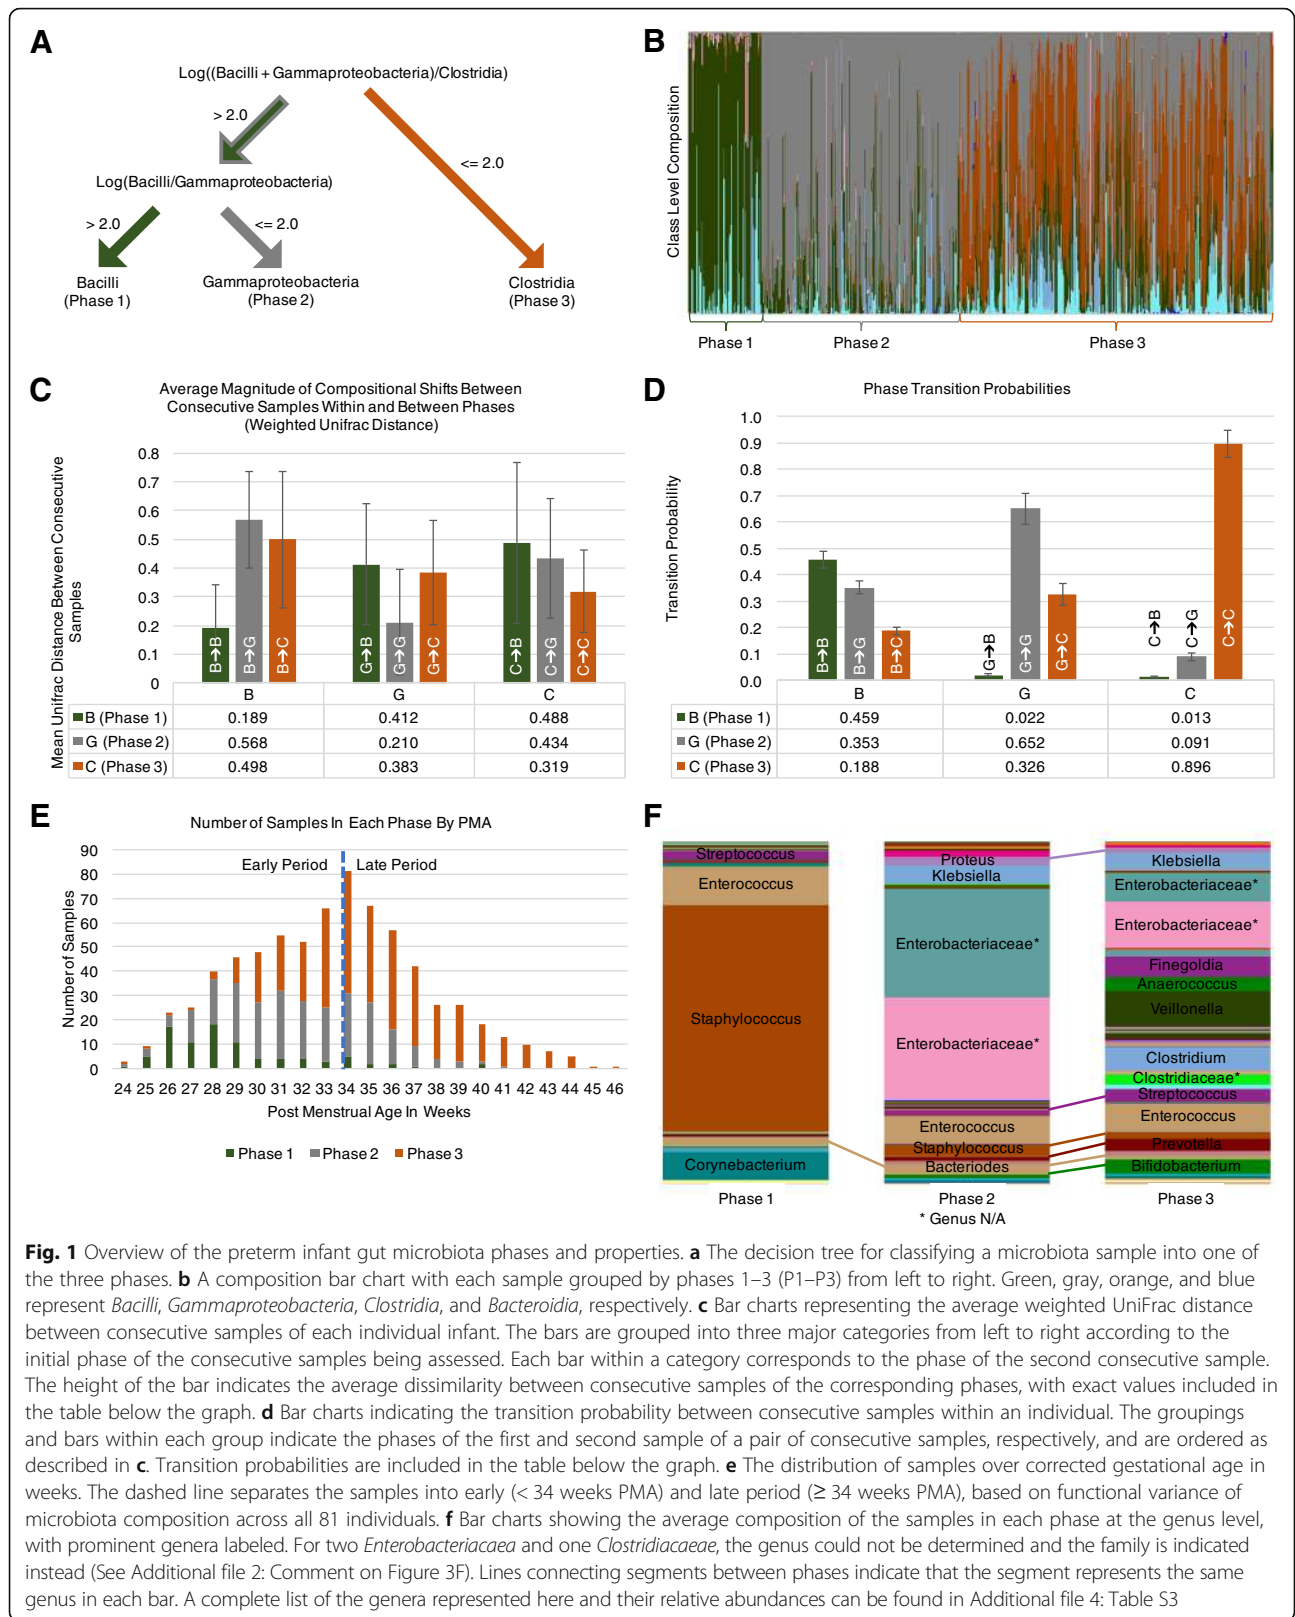 A
Log((Bacilli + Gammaproteobacteria)/Clostridia)
> 2.0
<= 2.0
Log(Bacilli/Gammaproteobacteria)
> 2.0
<= 2.0
Bacilli
(Phase 1)
Gammaproteobacteria
(Phase 2)
Clostridia
(Phase 3)
B
Class Level Composition
Phase 1
Phase 2
Phase 3
C
Average Magnitude of Compositional Shifts Between
Consecutive Samples Within and Between Phases
(Weighted Unifrac Distance)
Mean Unifrac Distance Between Consecutive
Samples
0.8
0.7
0.6
0.5
0.4
0.3
0.2
0.1
0
B→B
B→G
B→C
G→B
G→G
G→C
C→B
C→G
C→C
B G C
B (Phase 1) 0.189 0.412 0.488
G (Phase 2) 0.568 0.210 0.434
C (Phase 3) 0.498 0.383 0.319
D
Phase Transition Probabilities
Transition Probability
1.0
0.9
0.8
0.7
0.6
0.5
0.4
0.3
0.2
0.1
0.0
B→B
B→G
B→C
G→B
G→G
G→C
C→B
C→G
C→C
B G C
B (Phase 1) 0.459 0.022 0.013
G (Phase 2) 0.353 0.652 0.091
C (Phase 3) 0.188 0.326 0.896
E
Number of Samples In Each Phase By PMA
Early Period
Late Period
Number of Samples
90
80
70
60
50
40
30
20
10
0
24 25 26 27 28 29 30 31 32 33 34 35 36 37 38 39 40 41 42 43 44 45 46
Post Menstrual Age In Weeks
Phase 1 Phase 2 Phase 3
F
Streptococcus
Enterococcus
Staphylococcus
Corynebacterium
Phase 1
Proteus
Klebsiella
Enterobacteriaceae*
Enterobacteriaceae*
Enterococcus
Staphylococcus
Bacteriodes
Phase 2
* Genus N/A
Klebsiella
Enterobacteriaceae*
Enterobacteriaceae*
Finegoldia
Anaerococcus
Veillonella
Clostridium
Clostridiaceae*
Streptococcus
Enterococcus
Prevotella
Bifidobacterium
Phase 3
Fig. 1 Overview of the preterm infant gut microbiota phases and properties. a The decision tree for classifying a microbiota sample into one of
the three phases. b A composition bar chart with each sample grouped by phases 1–3 (P1–P3) from left to right. Green, gray, orange, and blue
represent Bacilli, Gammaproteobacteria, Clostridia, and Bacteroidia, respectively. c Bar charts representing the average weighted UniFrac distance
between consecutive samples of each individual infant. The bars are grouped into three major categories from left to right according to the
initial phase of the consecutive samples being assessed. Each bar within a category corresponds to the phase of the second consecutive sample.
The height of the bar indicates the average dissimilarity between consecutive samples of the corresponding phases, with exact values included in
the table below the graph. d Bar charts indicating the transition probability between consecutive samples within an individual. The groupings
and bars within each group indicate the phases of the first and second sample of a pair of consecutive samples, respectively, and are ordered as
described in c. Transition probabilities are included in the table below the graph. e The distribution of samples over corrected gestational age in
weeks. The dashed line separates the samples into early (< 34 weeks PMA) and late period (≥ 34 weeks PMA), based on functional variance of
microbiota composition across all 81 individuals. f Bar charts showing the average composition of the samples in each phase at the genus level,
with prominent genera labeled. For two Enterobacteriacaea and one Clostridiacaeae, the genus could not be determined and the family is indicated
instead (See Additional file 2: Comment on Figure 3F). Lines connecting segments between phases indicate that the segment represents the same
genus in each bar. A complete list of the genera represented here and their relative abundances can be found in Additional file 4: Table S3